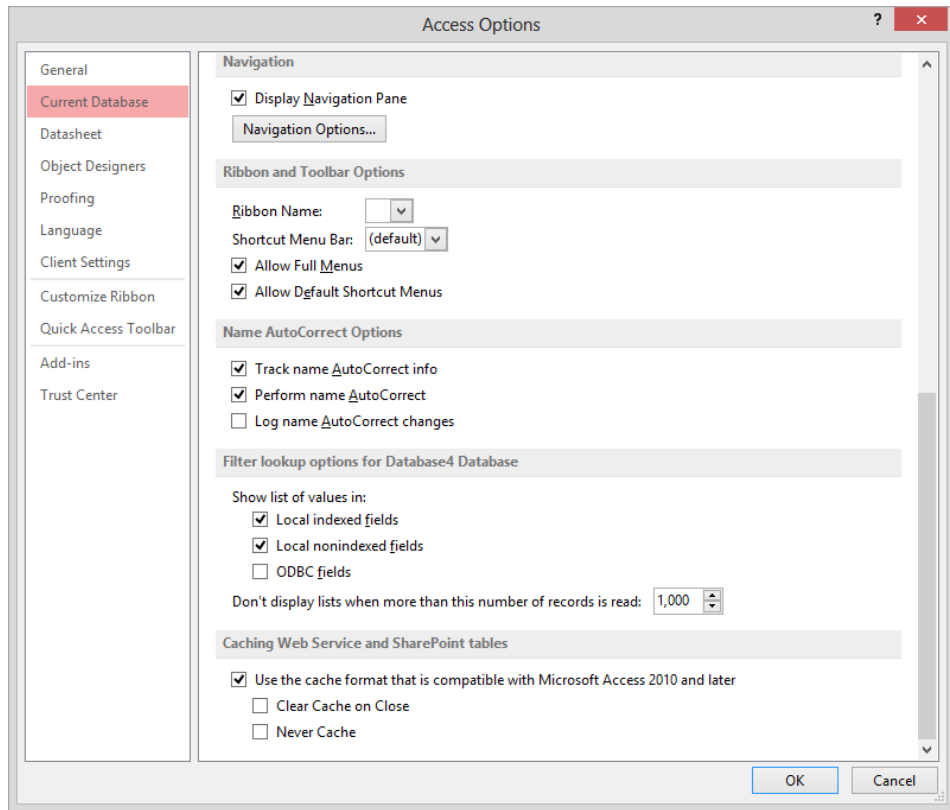 Access Options
?
General
Current Database
Datasheet
Object Designers
Proofing
Language
Client Settings
Customize Ribbon
Quick Access Toolbar
Add-ins
Trust Center
Navigation
Display Navigation Pane
Navigation Options...
Ribbon and Toolbar Options
Ribbon Name:
Shortcut Menu Bar: (default)
Allow Full Menus
Allow Default Shortcut Menus
Name AutoCorrect Options
Track name AutoCorrect info
Perform name AutoCorrect
Log name AutoCorrect changes
Filter lookup options for Database4 Database
Show list of values in:
Local indexed fields
Local nonindexed fields
ODBC fields
Don't display lists when more than this number of records is read: 1,000
Caching Web Service and SharePoint tables
Use the cache format that is compatible with Microsoft Access 2010 and later
Clear Cache on Close
Never Cache
OK Cancel